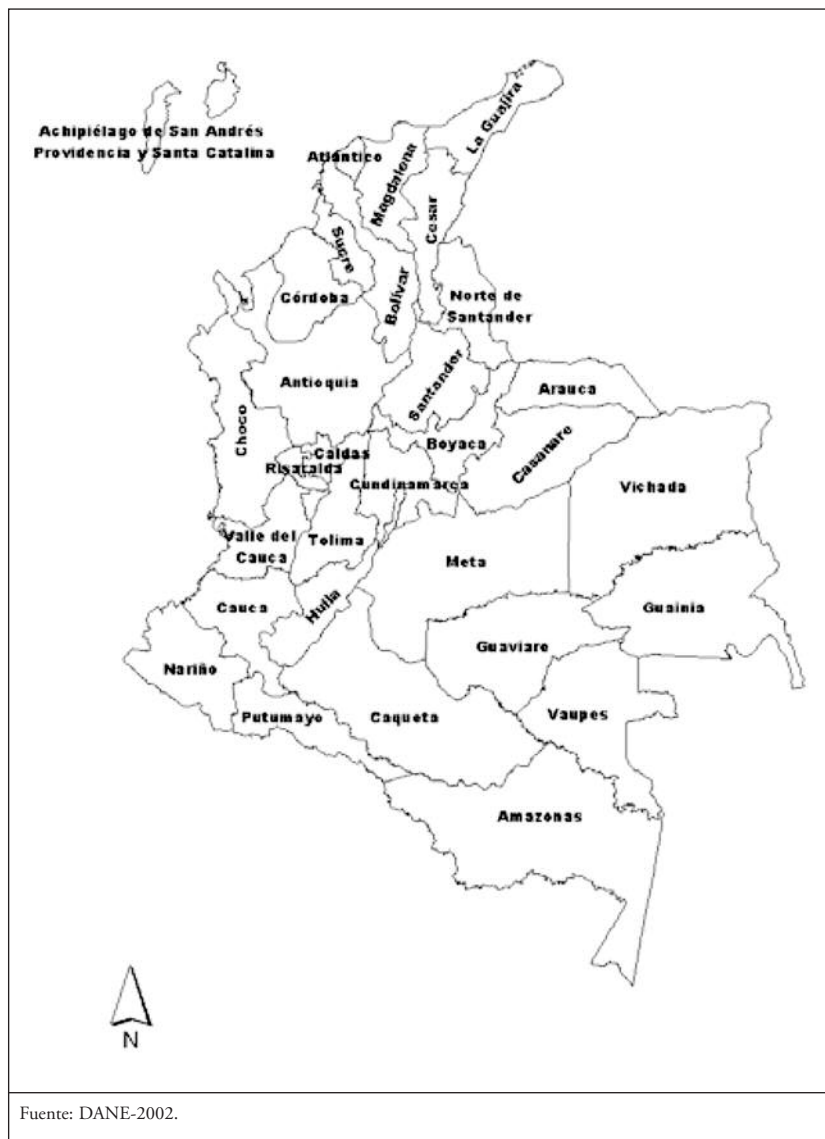 Achipiélago de San Andrés
Providencia y Santa Catalina
La Guajira
Atlántico
Magdalena
Cesar
Sucre
Córdoba
Bolívar
Norte de
Santander
Antioquia
Santander
Arauca
Choco
Caldas
Boyaca
Casanare
Risaralda
Cundinamarca
Vichada
Valle del
Cauca
Tolima
Meta
Cauca
Huila
Guainia
Nariño
Guaviare
Putumayo
Caqueta
Vaupes
Amazonas
N
Fuente: DANE-2002.